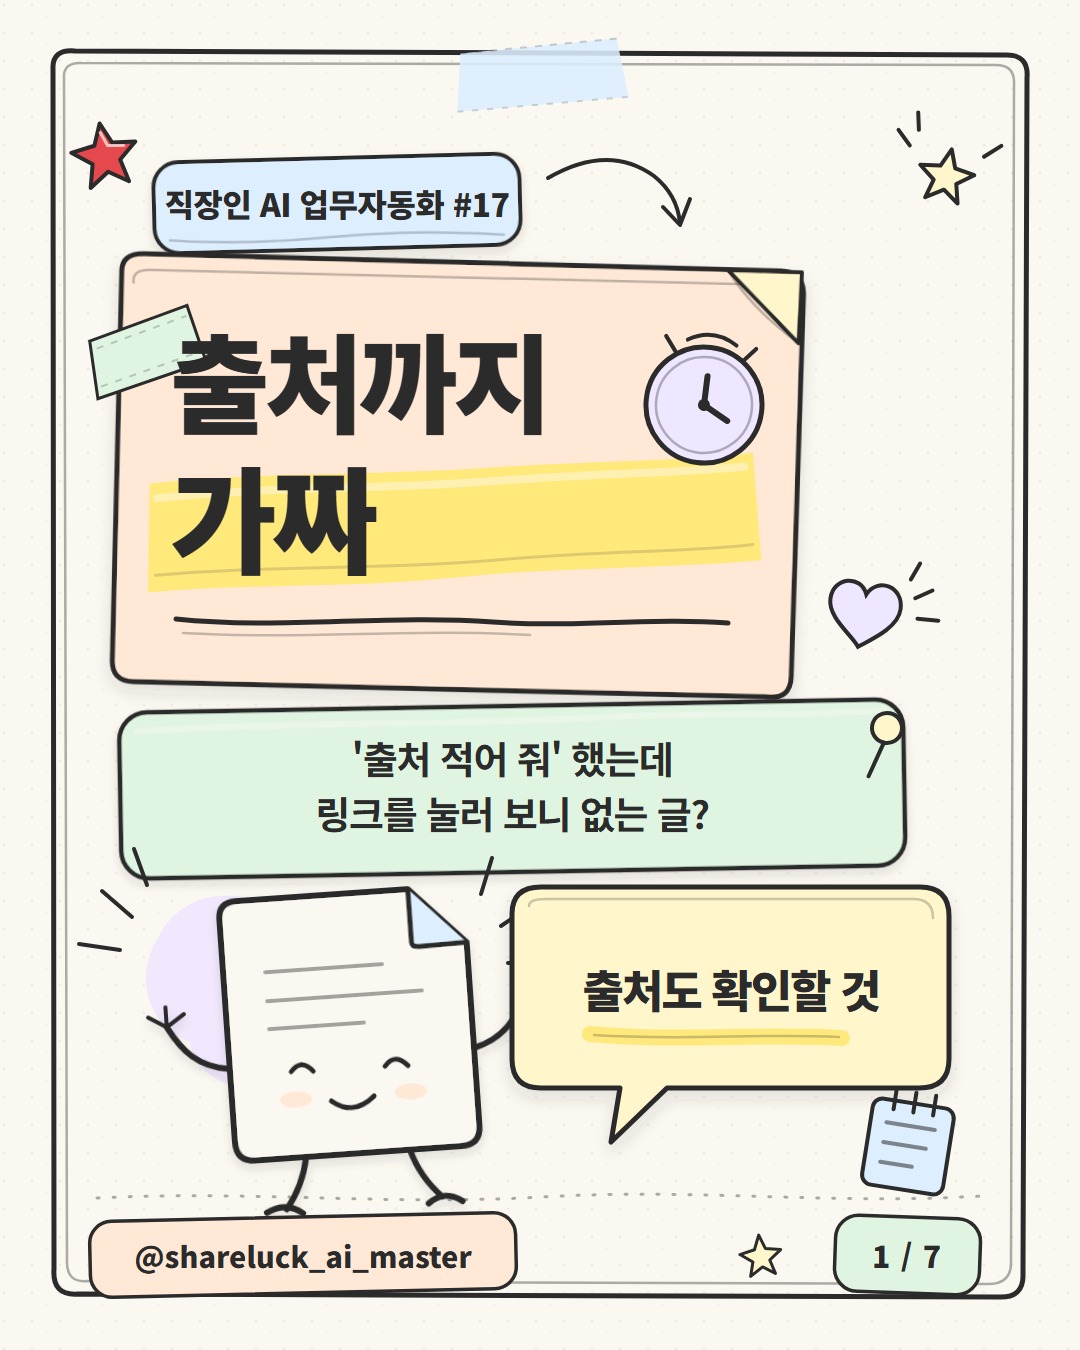 직장인 AI 업무자동화 #17
출처까지
가짜
'출처 적어 줘' 했는데
링크를 눌러 보니 없는 글?
출처도 확인할 것
@shareluck_ai_master
1 / 7